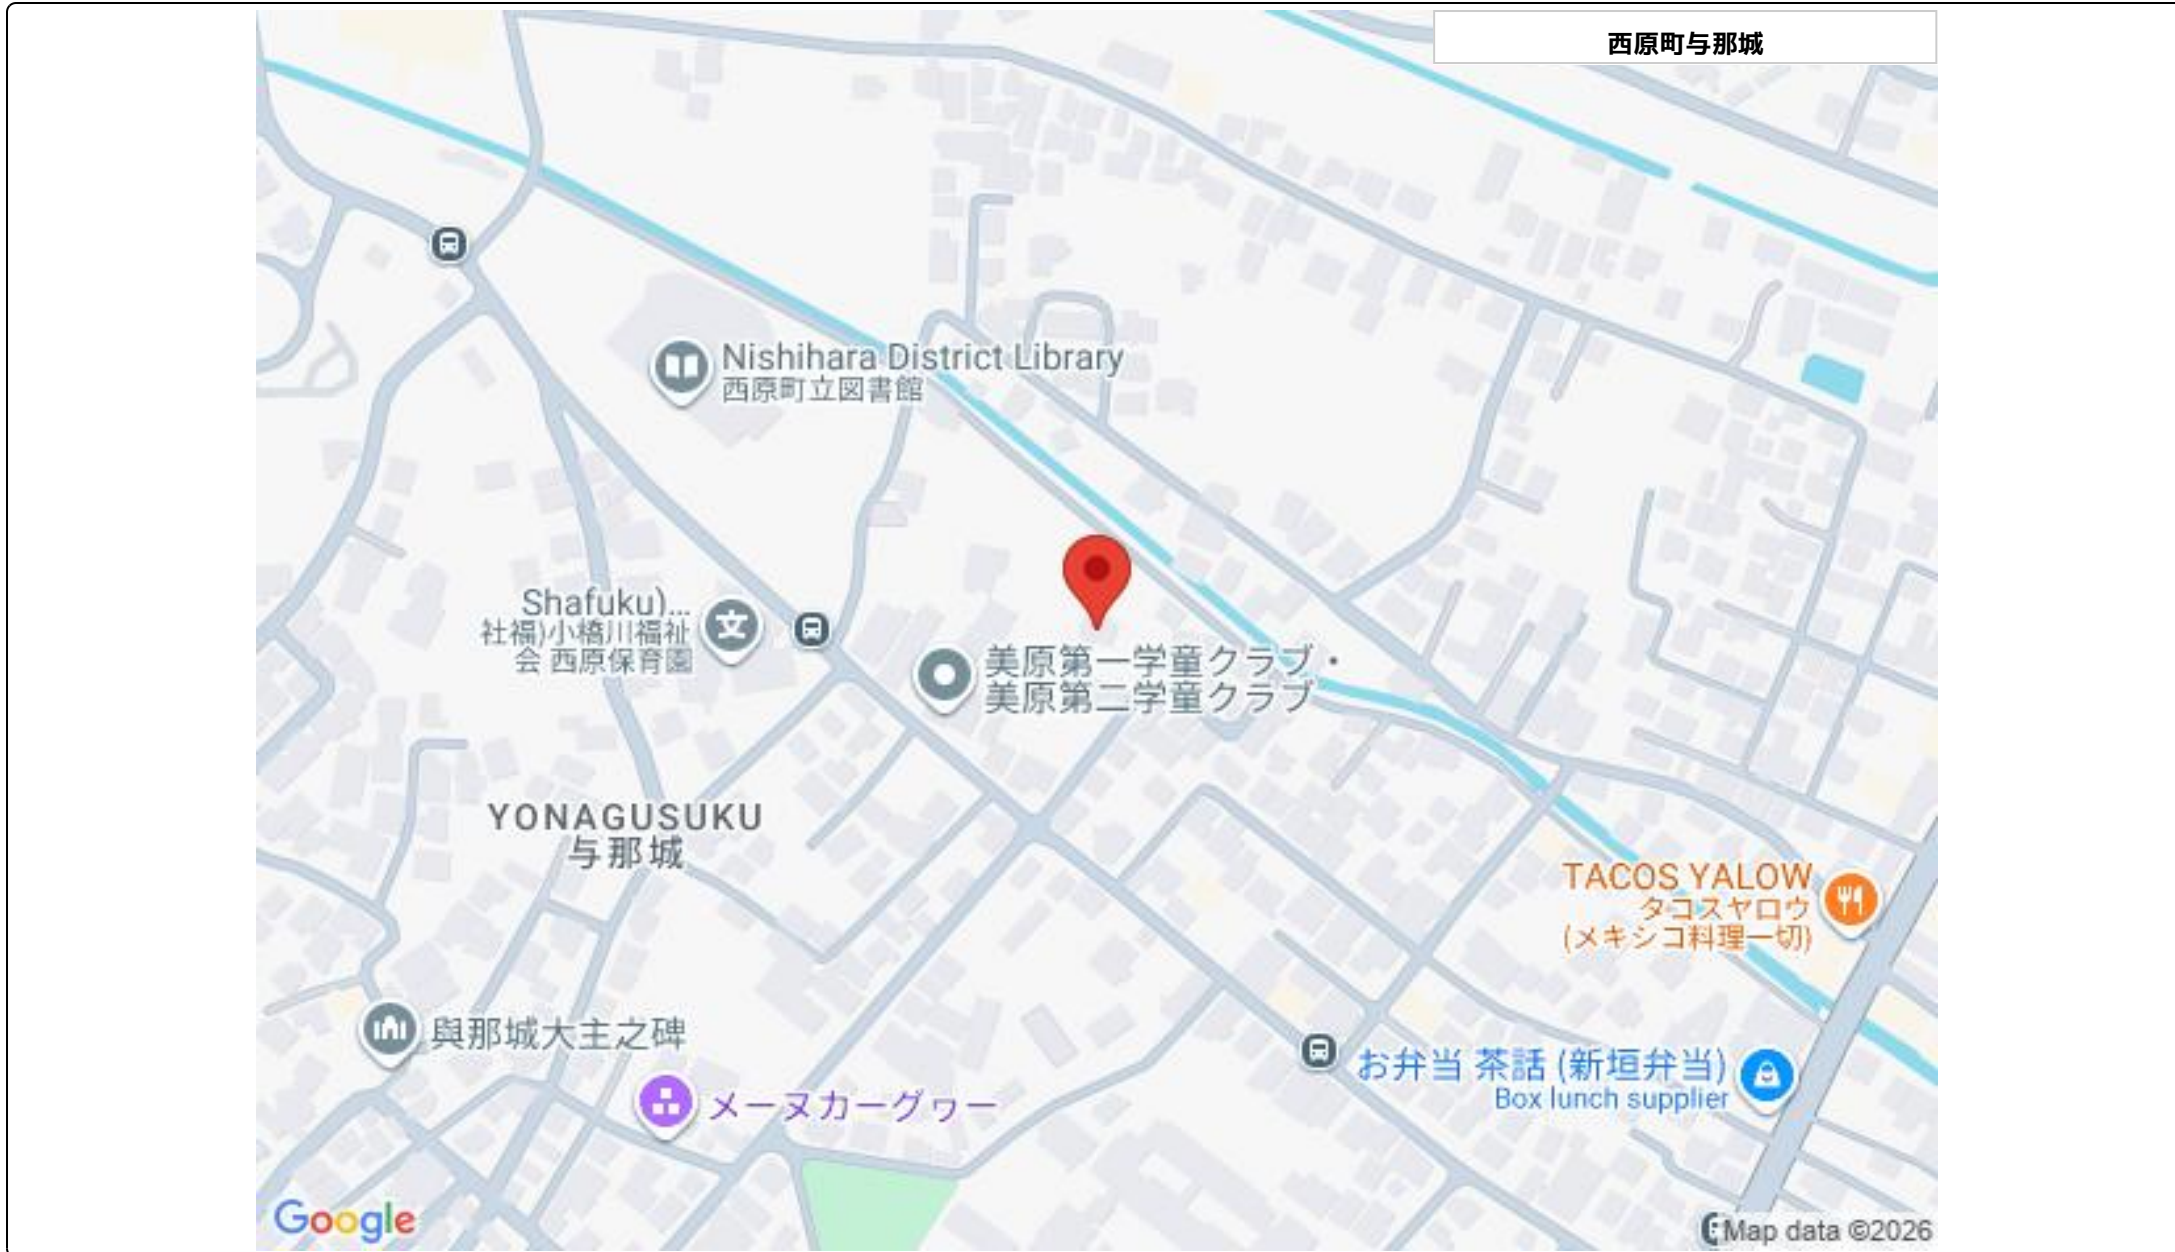 西原町与那城
Nishihara District Library
西原町立図書館
Shafuku)...
社福)小橋川福祉
会 西原保育園
美原第一学童クラブ・
美原第二学童クラブ
YONAGUSUKU
与那城
TACOS YALOW
タコスヤロウ
(メキシコ料理一切)
與那城大主之碑
お弁当 茶話 (新垣弁当)
Box lunch supplier
メーヌカーグヮー
Google
Map data ©2026